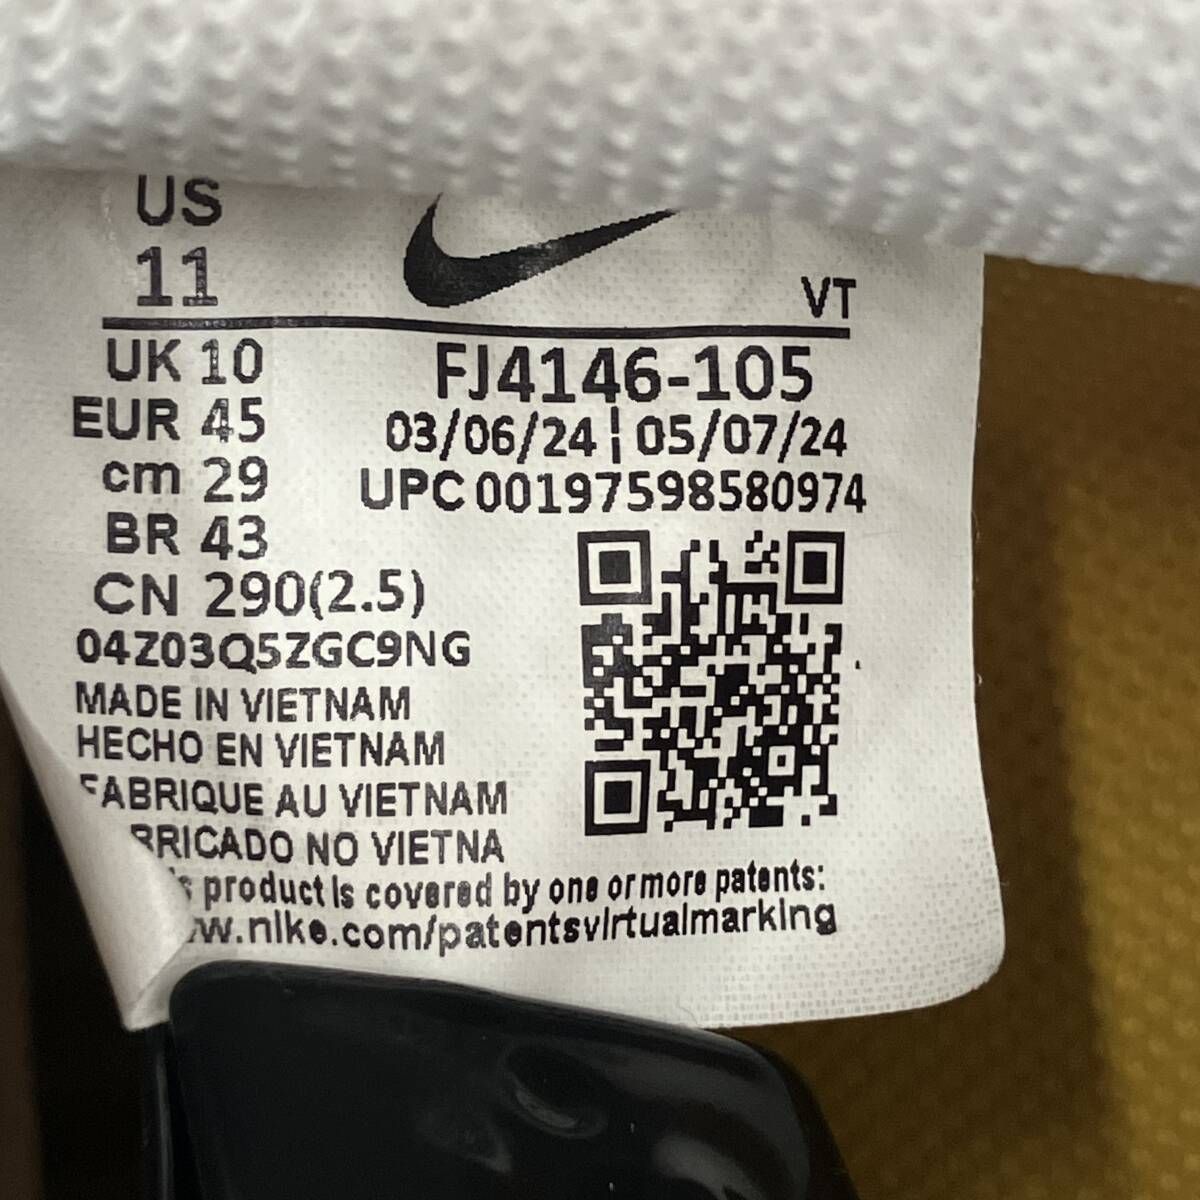 US
11
VT
UK 10
FJ4146-105
EUR 45
03/06/24 | 05/07/24
cm 29
UPC 00197598580974
BR 43
CN 290(2.5)
04Z03Q5ZGC9NG
MADE IN VIETNAM
HECHO EN VIETNAM
FABRIQUE AU VIETNAM
RRICADO NO VIETNA
product is covered by one or more patents:
w.nike.com/patentsvirtualmarking